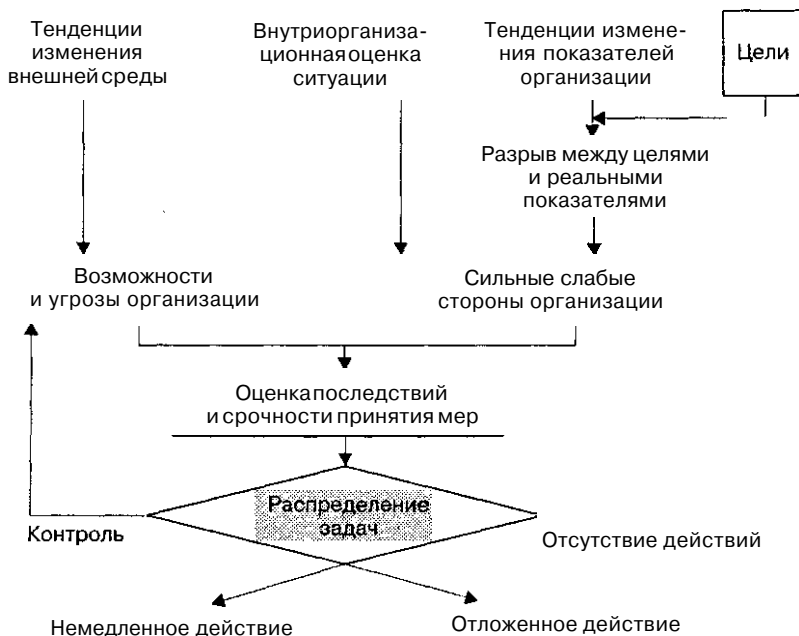 Тенденции
изменения
внешней среды
Внутриорганиза-
ционная оценка
ситуации
Тенденции измене-
ния показателей
организации
Цели
Разрыв между целями
и реальными
показателями
Возможности
и угрозы организации
Сильные слабые
стороны организации
Оценка последствий
и срочности принятия мер
Распределение
задач
Контроль
Отсутствие действий
Немедленное действие
Отложенное действие